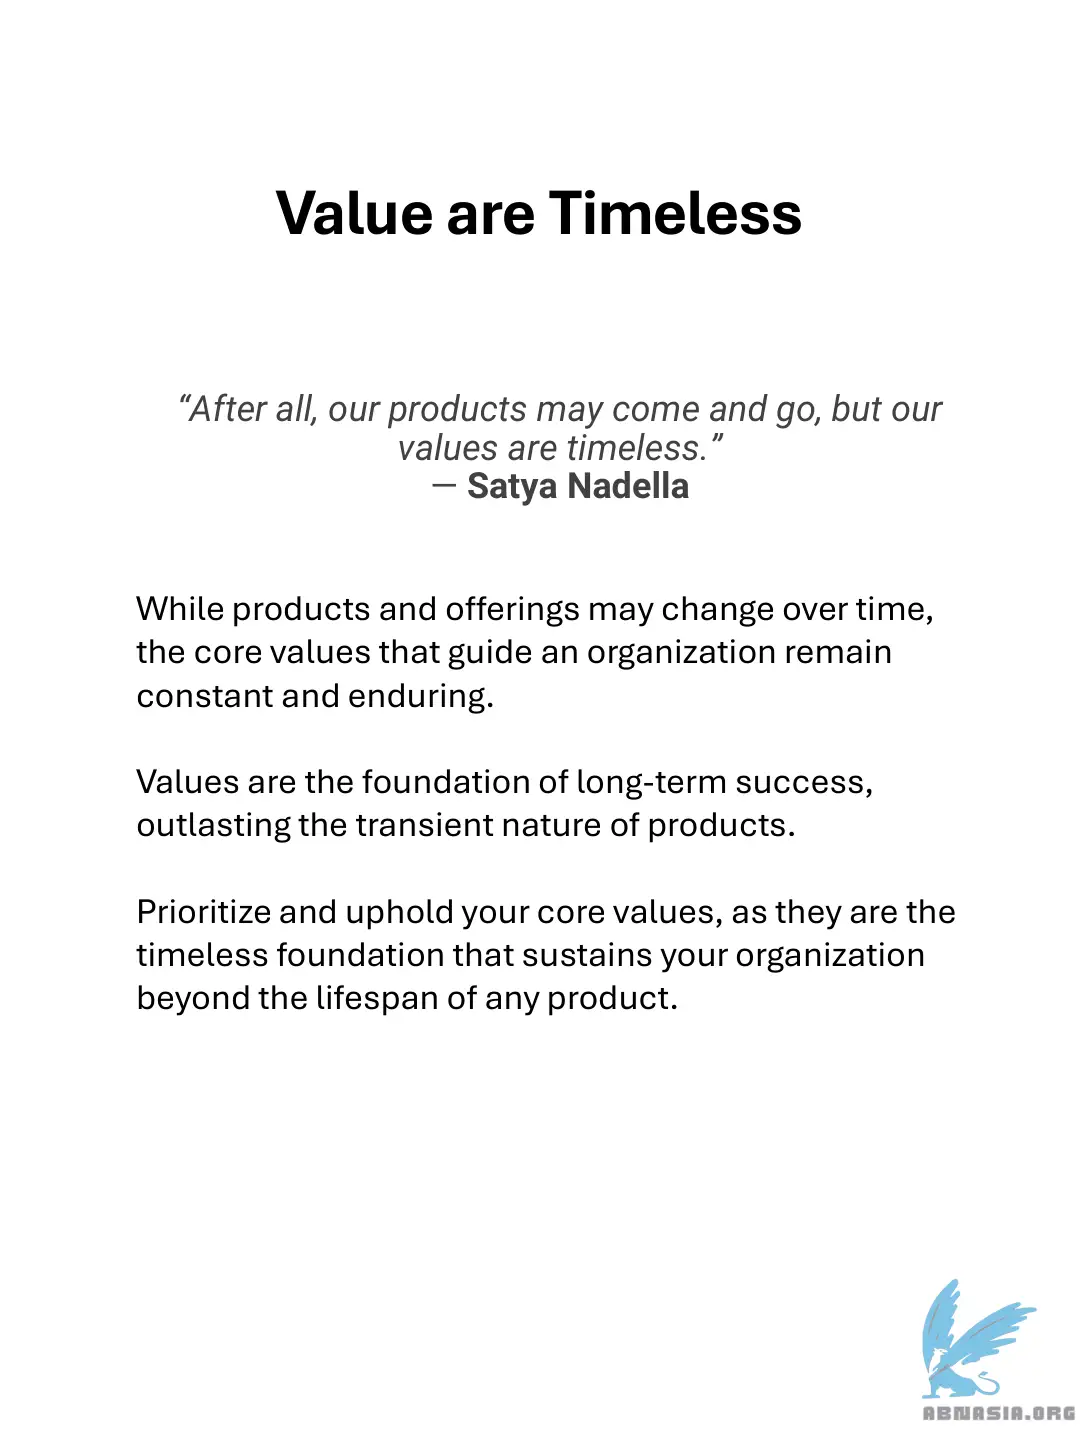 Value are Timeless
“After all, our products may come and go, but our
values are timeless.”
— Satya Nadella
While products and offerings may change over time,
the core values that guide an organization remain
constant and enduring.
Values are the foundation of long-term success,
outlasting the transient nature of products.
Prioritize and uphold your core values, as they are the
timeless foundation that sustains your organization
beyond the lifespan of any product.
ABNASIA.ORG